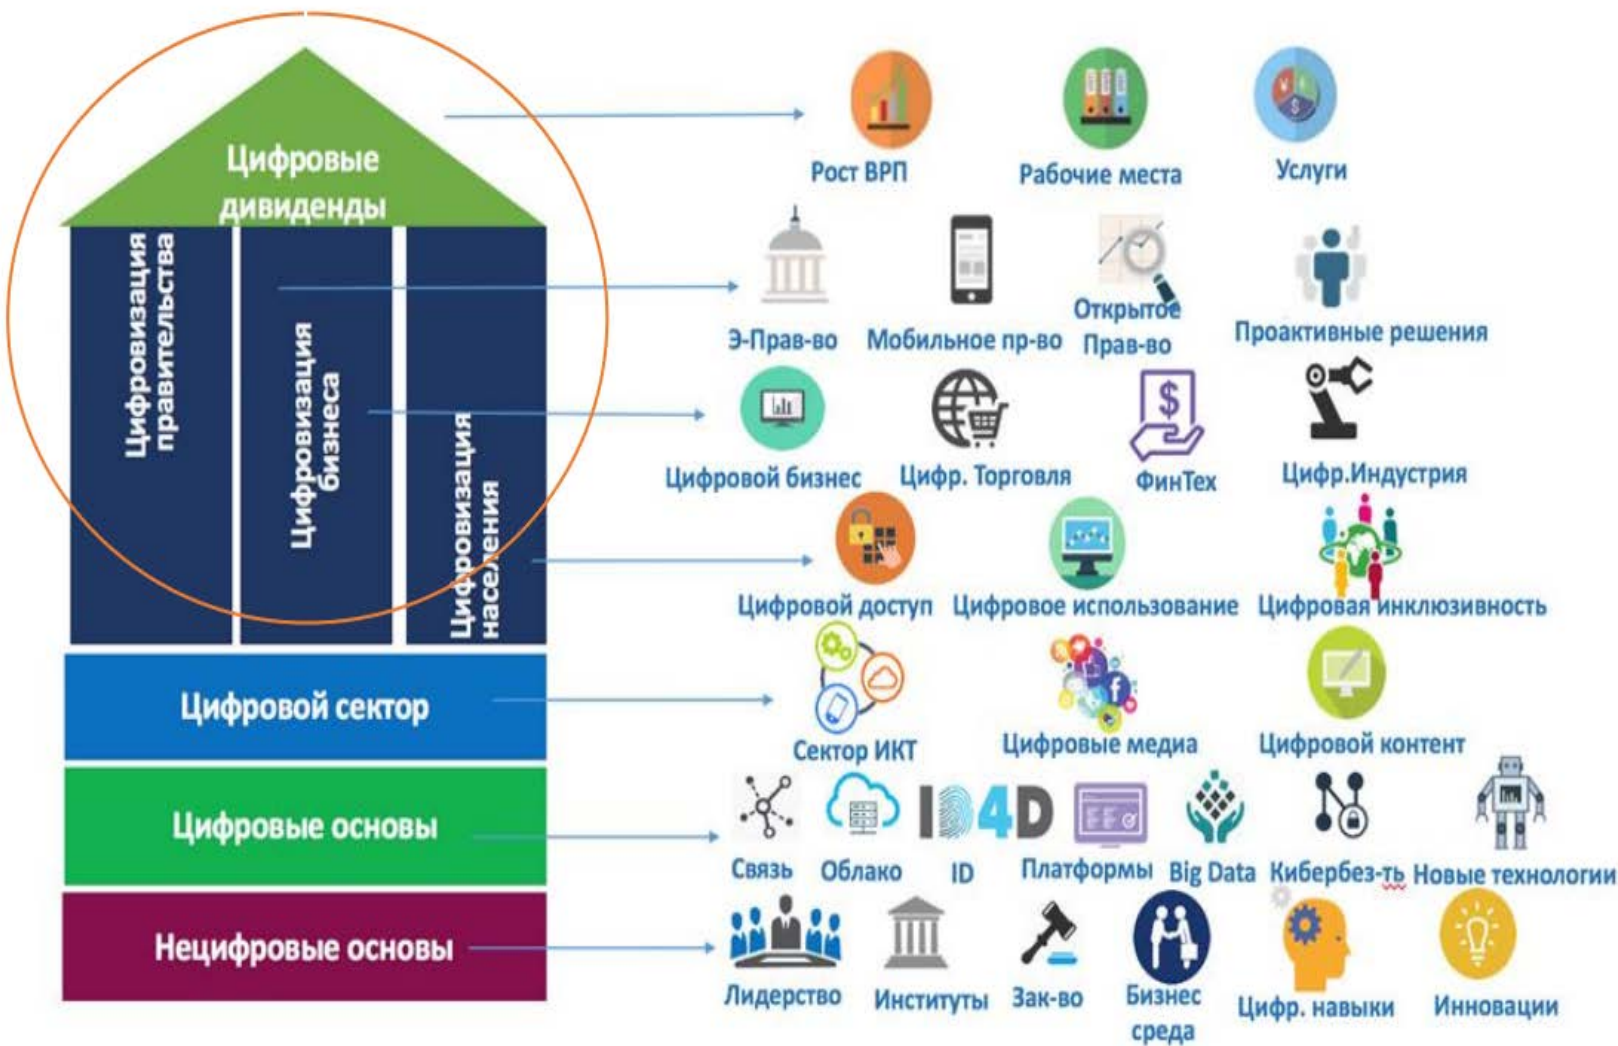 Цифровые
дивиденды
Цифровизация
правительства
Цифровизация
бизнеса
Цифровизация
населения
Цифровой сектор
Цифровые основы
Нецифровые основы
Рост ВРП
Рабочие места
Услуги
Э-Прав-во
Мобильное пр-во
Открытое
Прав-во
Проактивные решения
Цифровой бизнес
Цифр. Торговля
ФинТех
Цифр.Индустрия
Цифровой доступ
Цифровое использование
Цифровая инклюзивность
Сектор ИКТ
Цифровые медиа
Цифровой контент
ID4D
Связь
Облако
ID
Платформы
Big Data
Кибербез-ть
Новые технологии
Лидерство
Институты
Зак-во
Бизнес
среда
Цифр. навыки
Инновации